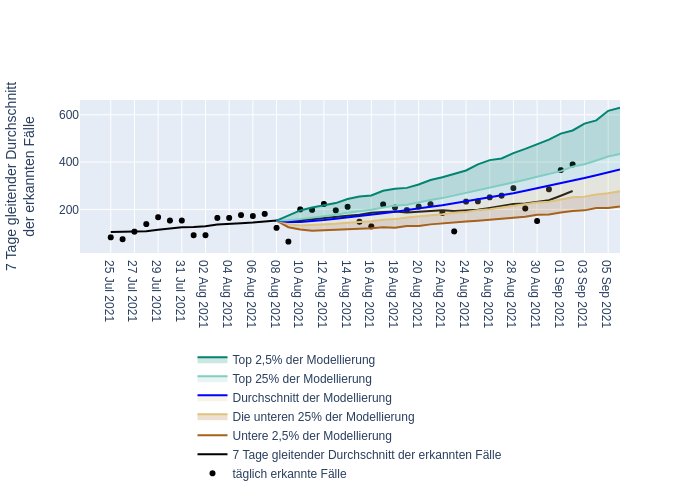 7 Tage gleitender Durchschnitt
der erkannten Fälle
600
400
200
25 Jul 2021
27 Jul 2021
29 Jul 2021
31 Jul 2021
02 Aug 2021
04 Aug 2021
06 Aug 2021
08 Aug 2021
10 Aug 2021
12 Aug 2021
14 Aug 2021
16 Aug 2021
18 Aug 2021
20 Aug 2021
22 Aug 2021
24 Aug 2021
26 Aug 2021
28 Aug 2021
30 Aug 2021
01 Sep 2021
03 Sep 2021
05 Sep 2021
Top 2,5% der Modellierung
Top 25% der Modellierung
Durchschnitt der Modellierung
Die unteren 25% der Modellierung
Untere 2,5% der Modellierung
7 Tage gleitender Durchschnitt der erkannten Fälle
täglich erkannte Fälle